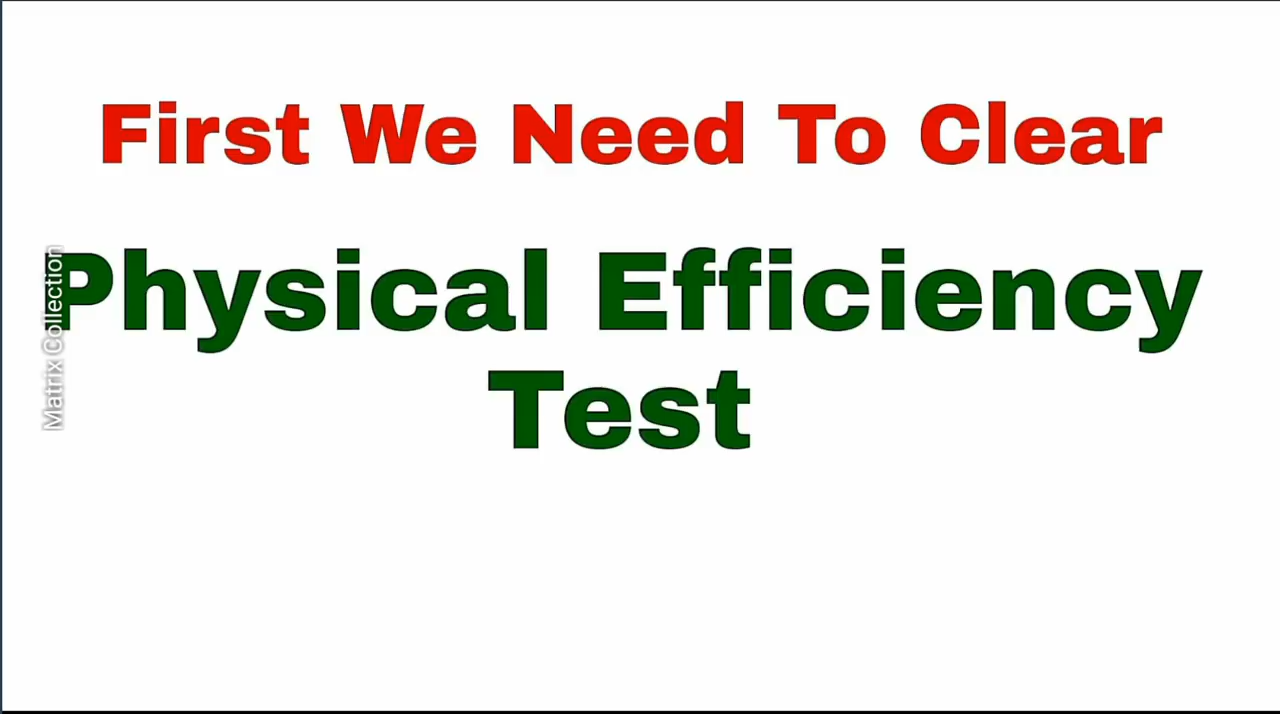 First We Need To Clear
Physical Efficiency
Test
Matrix Collection